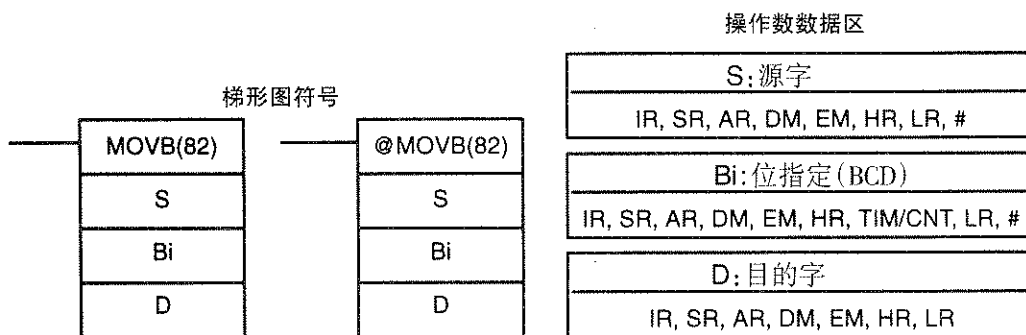 操作数数据区
梯形图符号
MOVB(82)
S
Bi
D
@MOVB(82)
S
Bi
D
S:源字
IR, SR, AR, DM, EM, HR, LR, #
Bi:位指定(BCD)
IR, SR, AR, DM, EM, HR, TIM/CNT, LR, #
D:目的字
IR, SR, AR, DM, EM, HR, LR